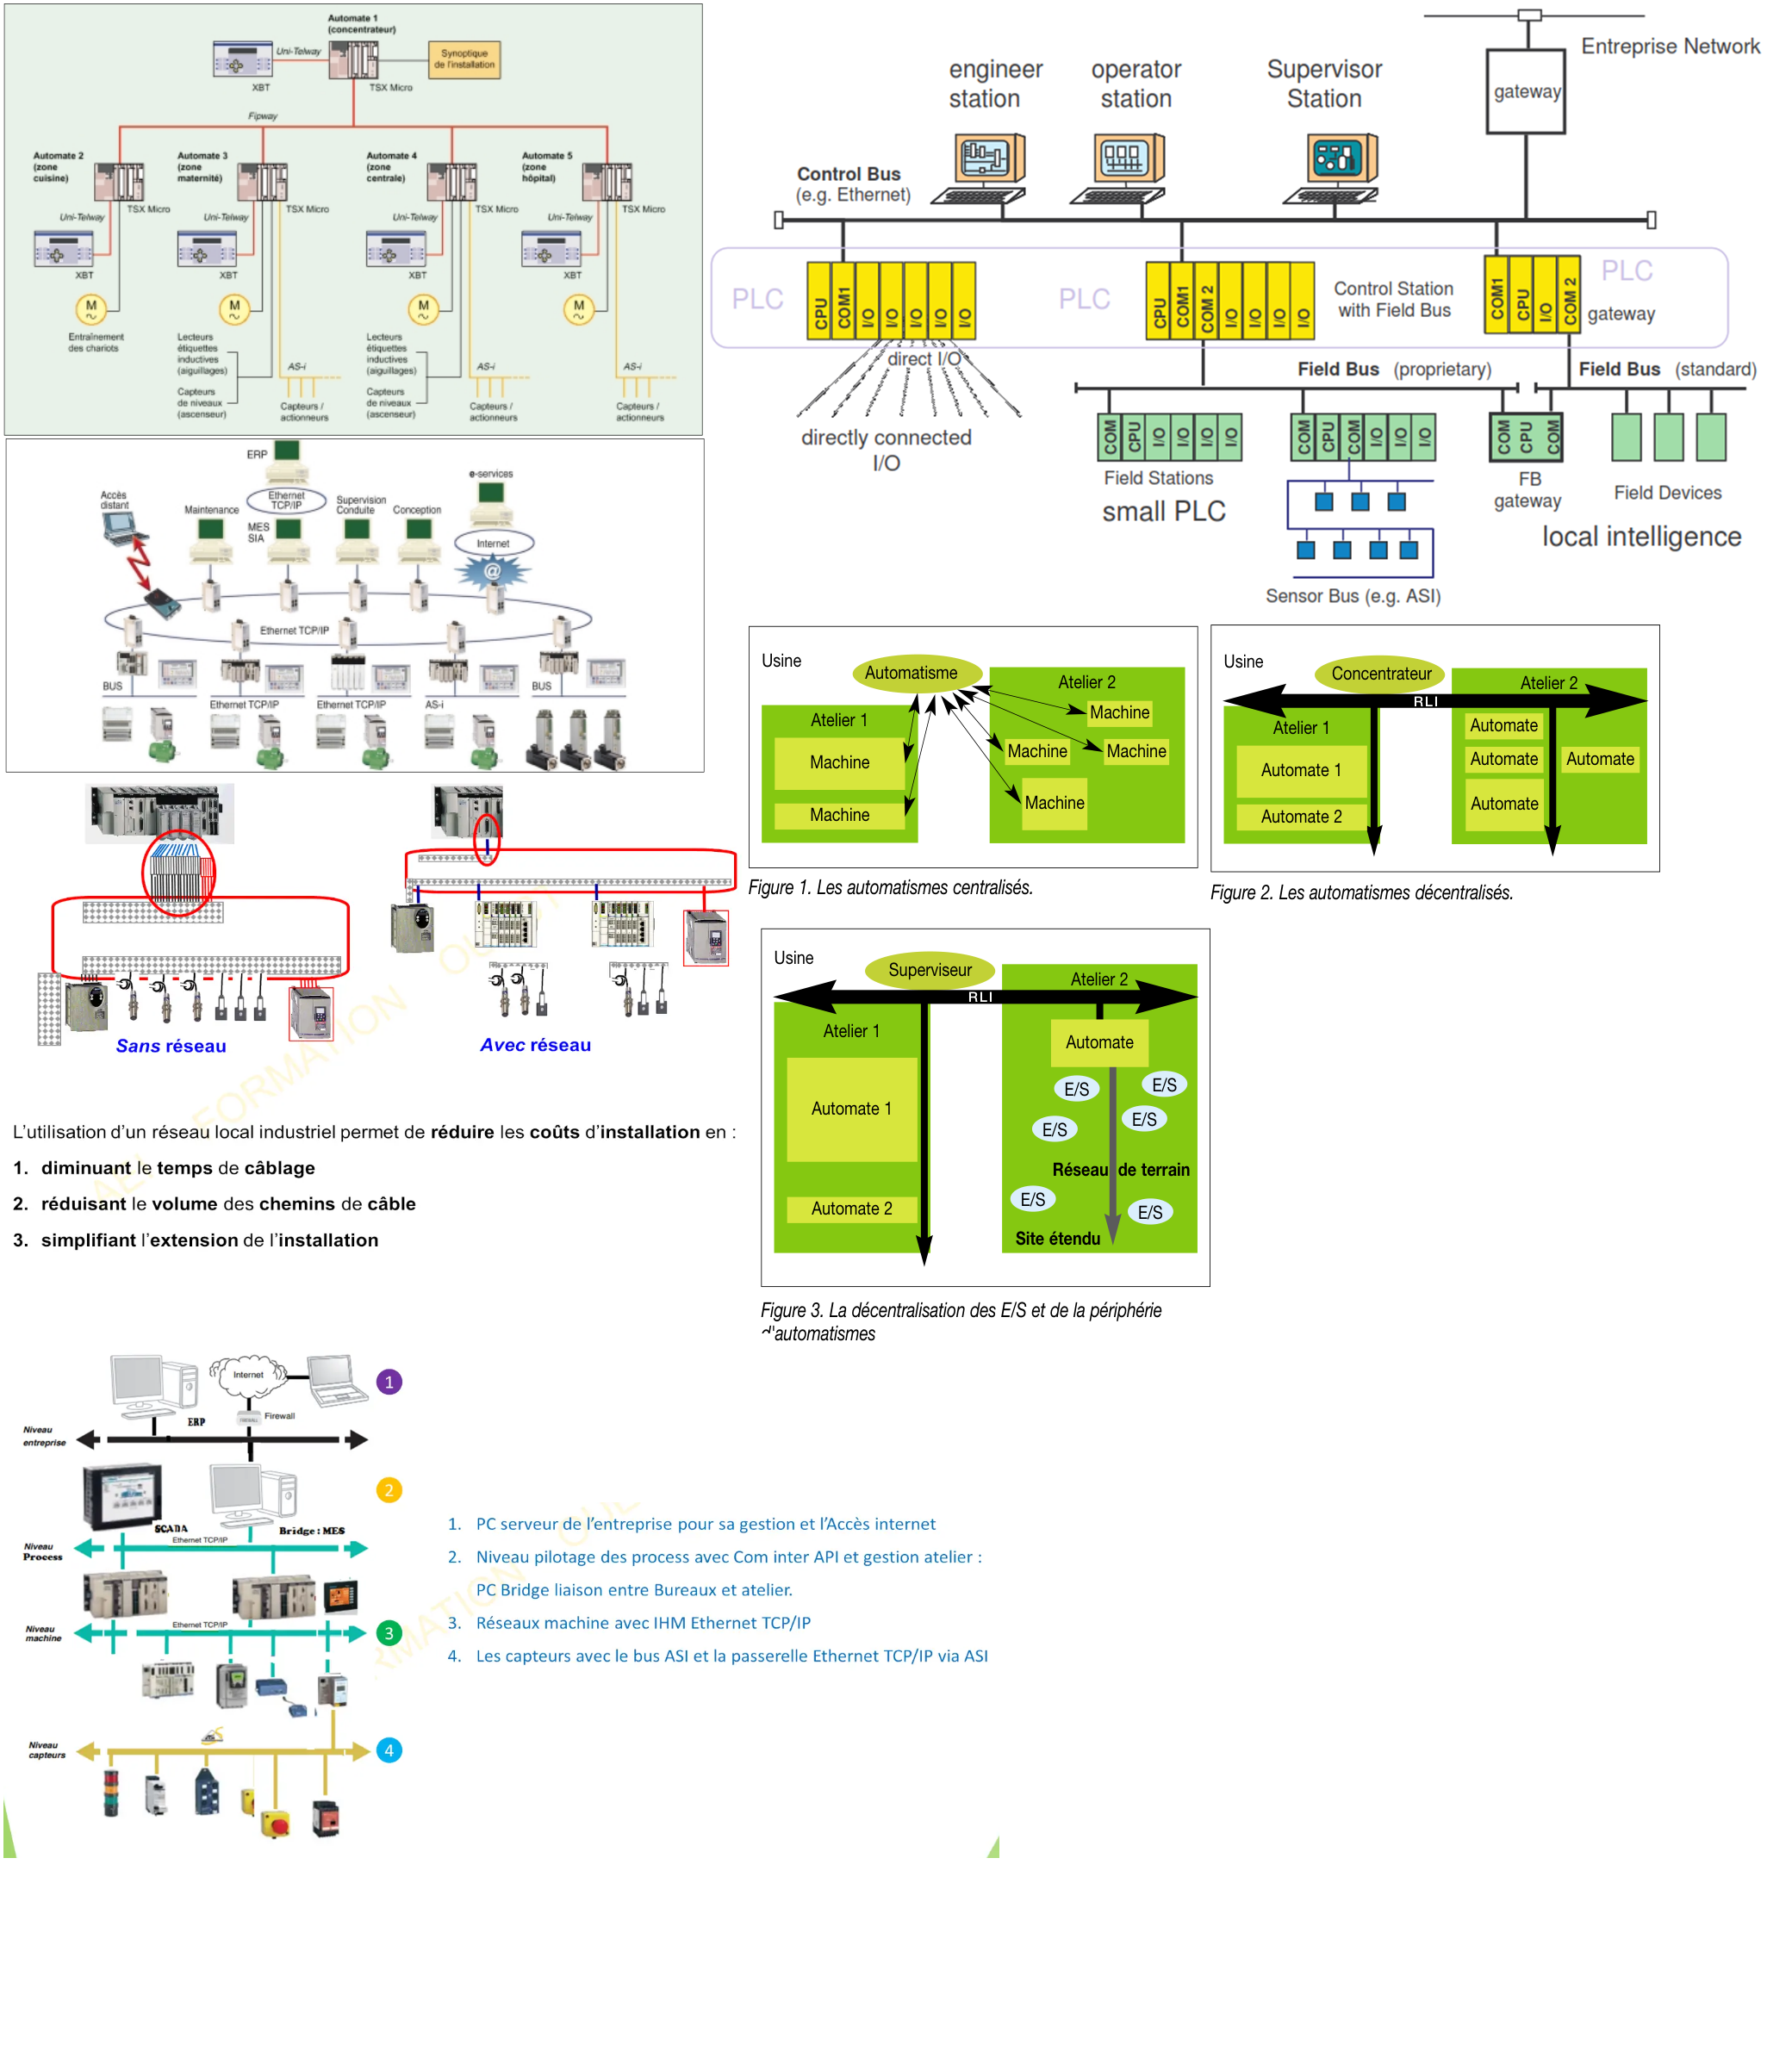 Automate 1
(concentrateur)
Uni-Telway
Synoptique
de l'installation
XBT
TSX Micro
Fipway
Automate 2
(zone
cuisine)
Automate 3
(zone
maternité)
Automate 4
(zone
centrale)
Automate 5
(zone
hôpital)
TSX Micro
TSX Micro
TSX Micro
TSX Micro
Uni-Telway
Uni-Telway
Uni-Telway
Uni-Telway
XBT
XBT
XBT
XBT
M
M
M
M
Entraînement
des chariots
Lecteurs
étiquettes
inductives
(aiguillages)
Capteurs
de niveaux
(ascenseur)
AS-i
Capteurs /
actionneurs
Lecteurs
étiquettes
inductives
(aiguillages)
Capteurs
de niveaux
(ascenseur)
AS-i
Capteurs /
actionneurs
AS-i
Capteurs /
actionneurs
Entreprise Network
gateway
engineer
station
operator
station
Supervisor
Station
Control Bus
(e.g. Ethernet)
PLC
CPU COM1 I/O I/O I/O I/O I/O
PLC
CPU COM1 COM 2 I/O I/O I/O I/O
Control Station
with Field Bus
COM1 CPU I/O COM 2
PLC
gateway
direct I/O
directly connected
I/O
Field Bus (proprietary)
Field Bus (standard)
COM CPU I/O I/O I/O I/O
COM CPU COM I/O I/O I/O
COM CPU COM
Field Stations
small PLC
FB
gateway
Field Devices
local intelligence
Sensor Bus (e.g. ASI)
ERP
Ethernet
TCP/IP
e-services
Accès
distant
Maintenance
MES
SIA
Supervision
Conduite
Conception
Internet
@
Ethernet TCP/IP
BUS
Ethernet TCP/IP
Ethernet TCP/IP
AS-i
BUS
Usine
Automatisme
Atelier 1
Machine
Machine
Atelier 2
Machine
Machine
Machine
Machine
Figure 1. Les automatismes centralisés.
Usine
Concentrateur
RLI
Atelier 1
Automate 1
Automate 2
Atelier 2
Automate
Automate
Automate
Automate
Figure 2. Les automatismes décentralisés.
Sans réseau
Avec réseau
L'utilisation d'un réseau local industriel permet de réduire les coûts d'installation en :
1. diminuant le temps de câblage
2. réduisant le volume des chemins de câble
3. simplifiant l'extension de l'installation
Usine
Superviseur
RLI
Atelier 1
Automate 1
Automate 2
Atelier 2
Automate
E/S
E/S
E/S
E/S
Réseau de terrain
E/S
E/S
Site étendu
Figure 3. La décentralisation des E/S et de la périphérie
d'automatismes
Internet
1
ERP
Firewall
Niveau
entreprise
2
SCADA
Bridge : MES
Niveau
Process
Ethernet TCP/IP
Niveau
machine
Ethernet TCP/IP
3
Niveau
capteurs
4
1. PC serveur de l'entreprise pour sa gestion et l'Accès internet
2. Niveau pilotage des process avec Com inter API et gestion atelier :
PC Bridge liaison entre Bureaux et atelier.
3. Réseaux machine avec IHM Ethernet TCP/IP
4. Les capteurs avec le bus ASI et la passerelle Ethernet TCP/IP via ASI